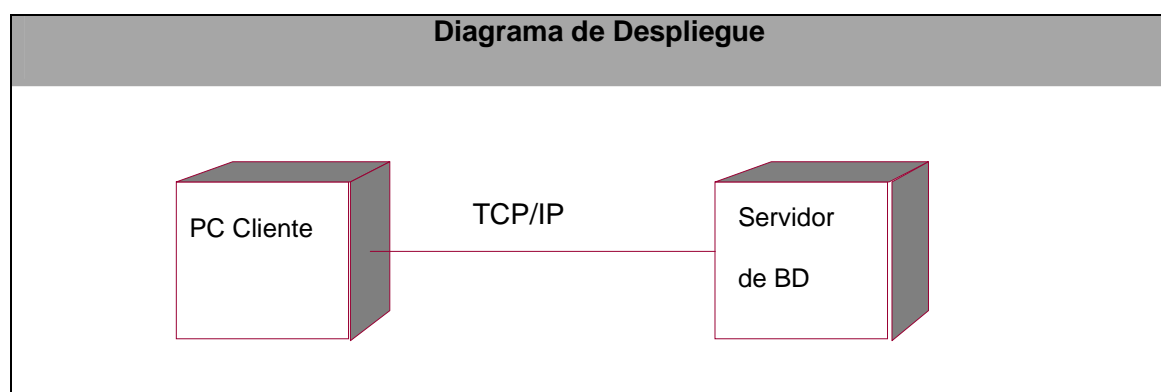 Diagrama de Despliegue
PC Cliente
TCP/IP
Servidor
de BD